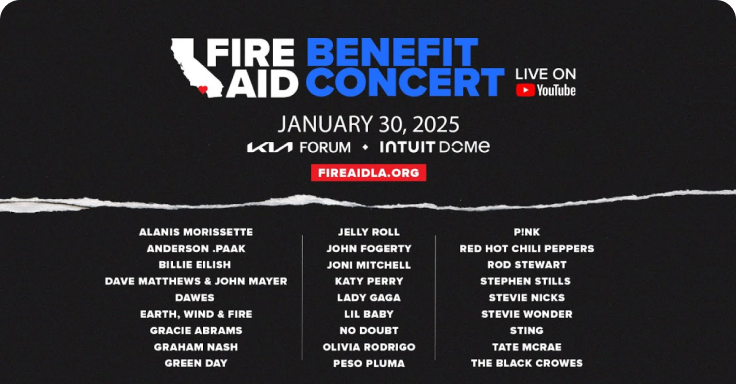 FIRE AID BENEFIT CONCERT
LIVE ON YouTube
JANUARY 30, 2025
KIA FORUM • INTUIT DOME
FIREAIDLA.ORG
ALANIS MORISSETTE
ANDERSON .PAAK
BILLIE EILISH
DAVE MATTHEWS & JOHN MAYER
DAWES
EARTH, WIND & FIRE
GRACIE ABRAMS
GRAHAM NASH
GREEN DAY
JELLY ROLL
JOHN FOGERTY
JONI MITCHELL
KATY PERRY
LADY GAGA
LIL BABY
NO DOUBT
OLIVIA RODRIGO
PESO PLUMA
P!NK
RED HOT CHILI PEPPERS
ROD STEWART
STEPHEN STILLS
STEVIE NICKS
STEVIE WONDER
STING
TATE MCRAE
THE BLACK CROWES